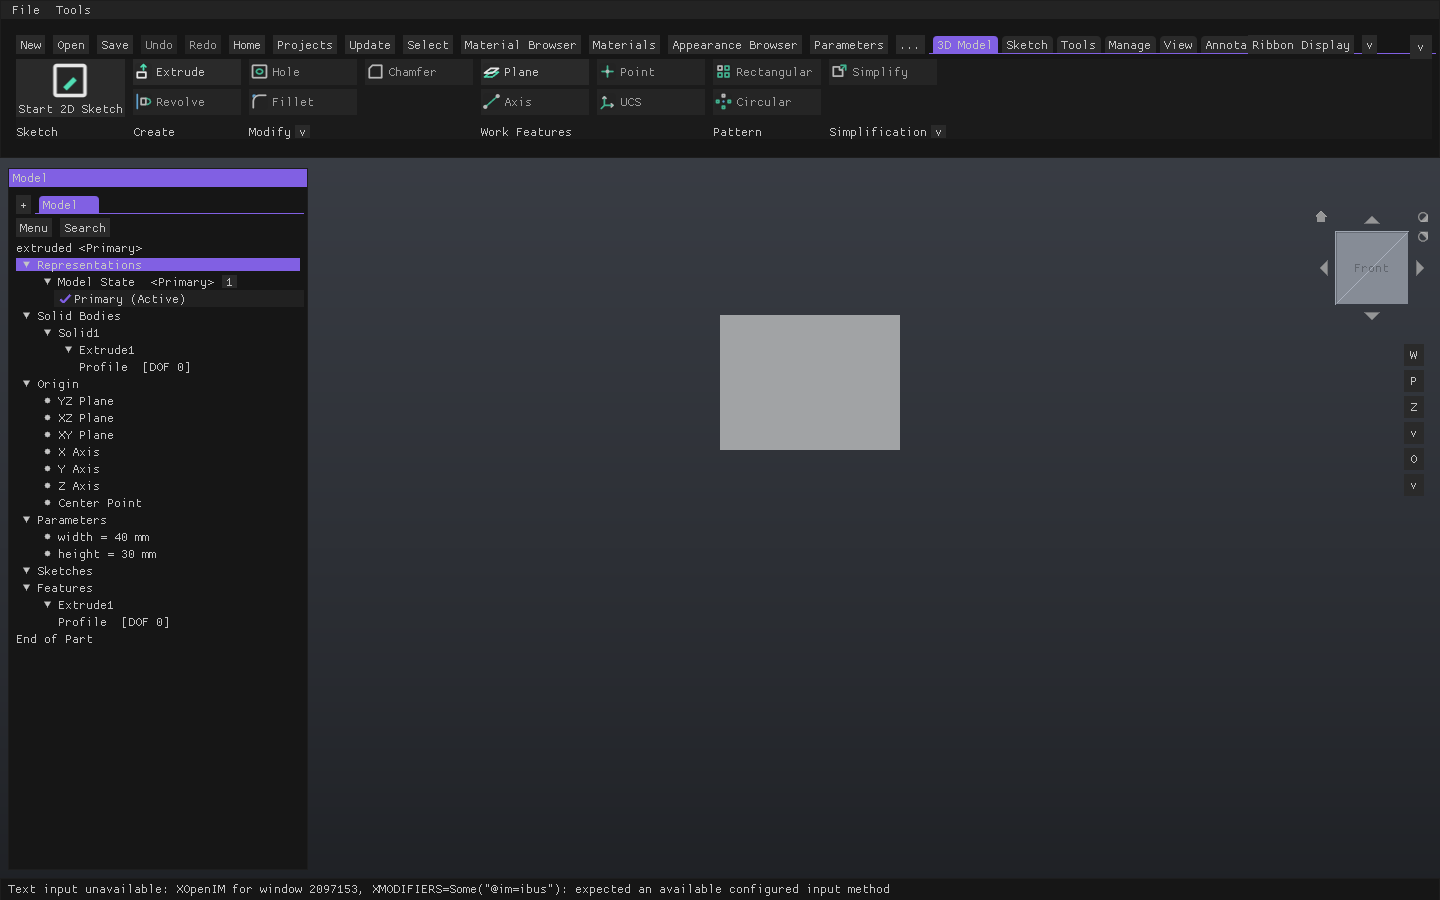 File Tools
New Open Save Undo Redo Home Projects Update Select Material Browser Materials Appearance Browser Parameters ... 3D Model Sketch Tools Manage View Annota Ribbon Display v v
Start 2D Sketch
Extrude Hole Chamfer Plane Point Rectangular Simplify
Revolve Fillet Axis UCS Circular
Sketch Create Modify v Work Features Pattern Simplification v
Model
+ Model
Menu Search
extruded <Primary>
Representations
Model State <Primary> 1
Primary (Active)
Solid Bodies
Solid1
Extrude1
Profile [DOF 0]
Origin
YZ Plane
XZ Plane
XY Plane
X Axis
Y Axis
Z Axis
Center Point
Parameters
width = 40 mm
height = 30 mm
Sketches
Features
Extrude1
Profile [DOF 0]
End of Part
Front
W
P
Z
v
O
v
Text input unavailable: XOpenIM for window 2097153, XMODIFIERS=Some("@im=ibus"): expected an available configured input method